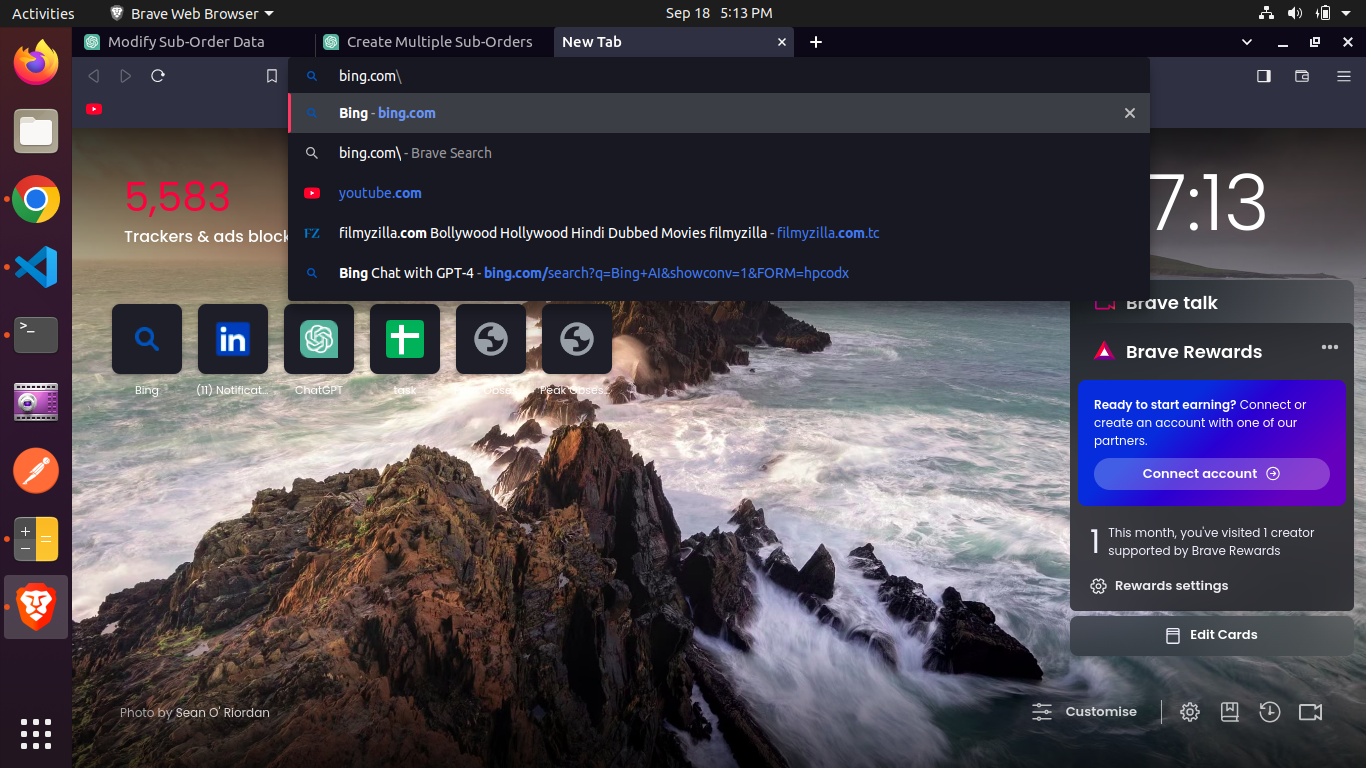 Activities
Brave Web Browser
Sep 18 5:13 PM
Modify Sub-Order Data
Create Multiple Sub-Orders
New Tab
bing.com\
Bing - bing.com
bing.com\ - Brave Search
youtube.com
FZ
filmyzilla.com Bollywood Hollywood Hindi Dubbed Movies filmyzilla - filmyzilla.com.tc
Bing Chat with GPT-4 - bing.com/search?q=Bing+AI&showconv=1&FORM=hpcodx
5,583
Trackers & ads block
7:13
Bing
(11) Notificat...
ChatGPT
task
Peak Obses...
Brave talk
Brave Rewards
Ready to start earning? Connect or
create an account with one of our
partners.
Connect account
1
This month, you've visited 1 creator
supported by Brave Rewards
Rewards settings
Edit Cards
Photo by Sean O' Riordan
Customise